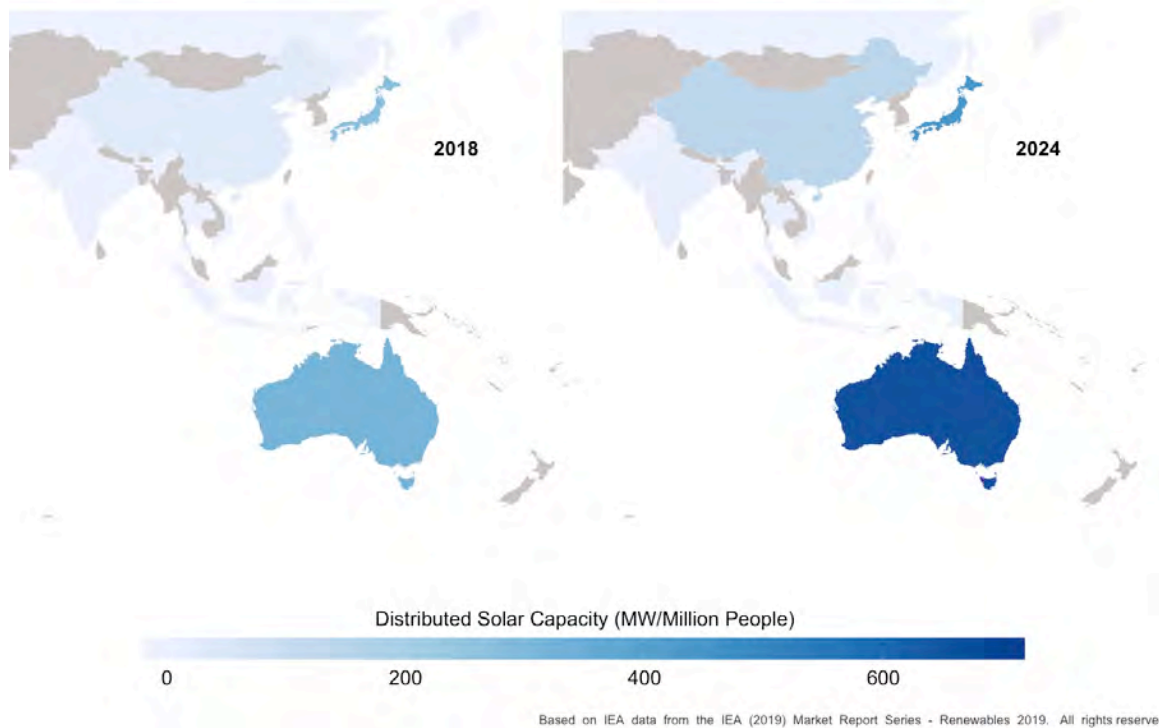 2018
2024
Distributed Solar Capacity (MW/Million People)
0 200 400 600
Based on IEA data from the IEA (2019) Market Report Series - Renewables 2019. All rights reserve